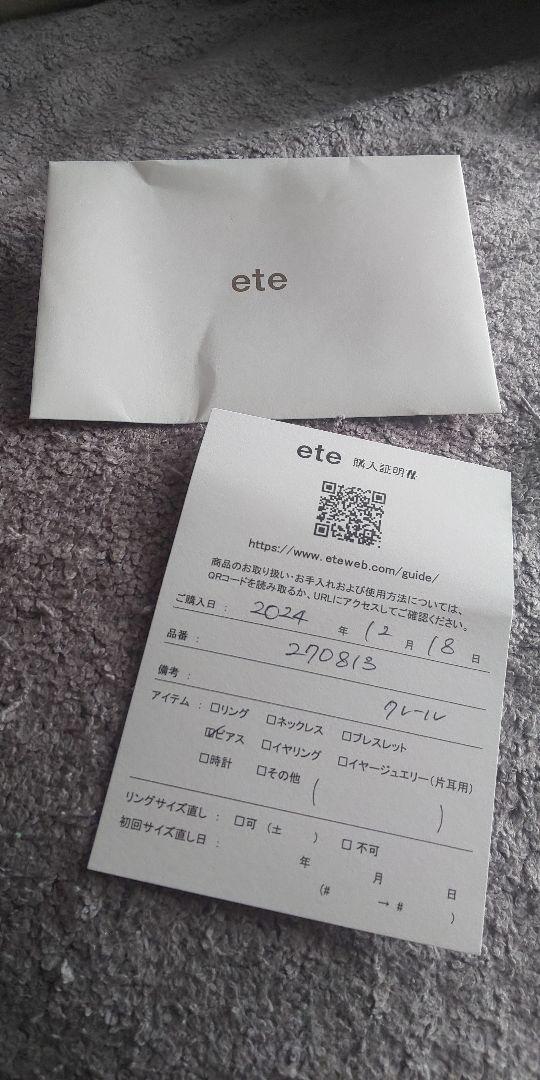 ete
ete 購入証明書
https://www.eteweb.com/guide/
商品のお取り扱い・お手入れおよび使用方法については、
QRコードを読み取るか、URLにアクセスしてご確認ください。
ご購入日 : 2024 年 12 月 18 日
品番 : 270813
備考 : クレール
アイテム : □リング □ネックレス □ブレスレット
☑ピアス □イヤリング □イヤージュエリー(片耳用)
□時計 □その他 ( )
リングサイズ直し : □可 (± ) □不可
初回サイズ直し日 : 年 月 日
(# → # )